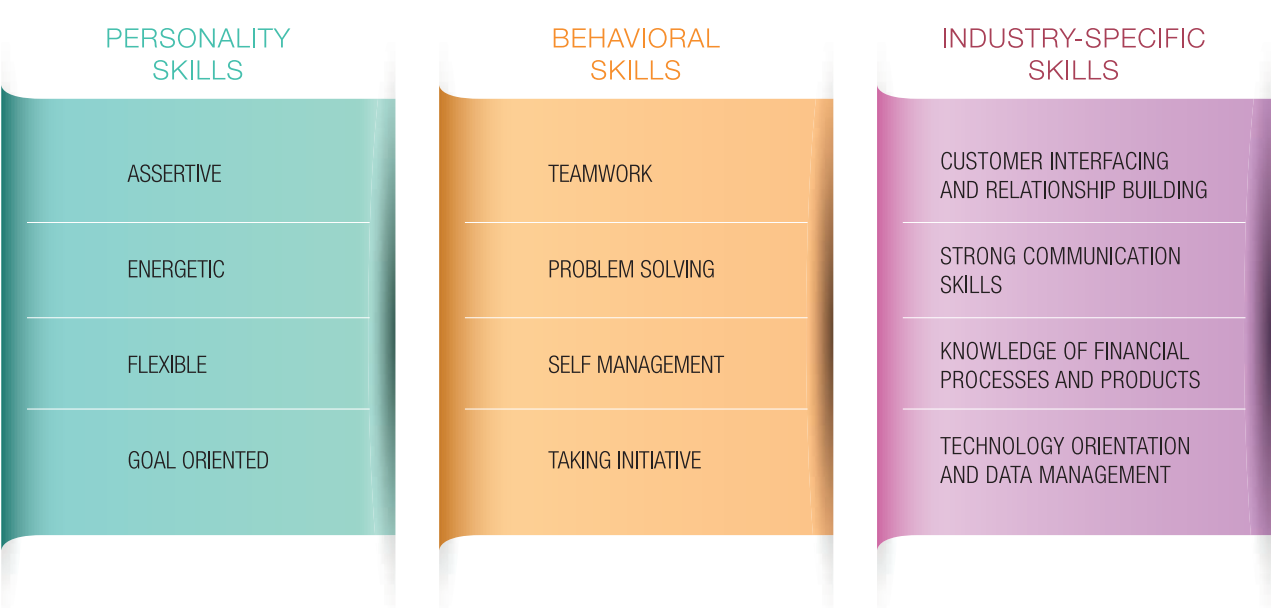 PERSONALITY
SKILLS
ASSERTIVE
ENERGETIC
FLEXIBLE
GOAL ORIENTED
BEHAVIORAL
SKILLS
TEAMWORK
PROBLEM SOLVING
SELF MANAGEMENT
TAKING INITIATIVE
INDUSTRY-SPECIFIC
SKILLS
CUSTOMER INTERFACING
AND RELATIONSHIP BUILDING
STRONG COMMUNICATION
SKILLS
KNOWLEDGE OF FINANCIAL
PROCESSES AND PRODUCTS
TECHNOLOGY ORIENTATION
AND DATA MANAGEMENT